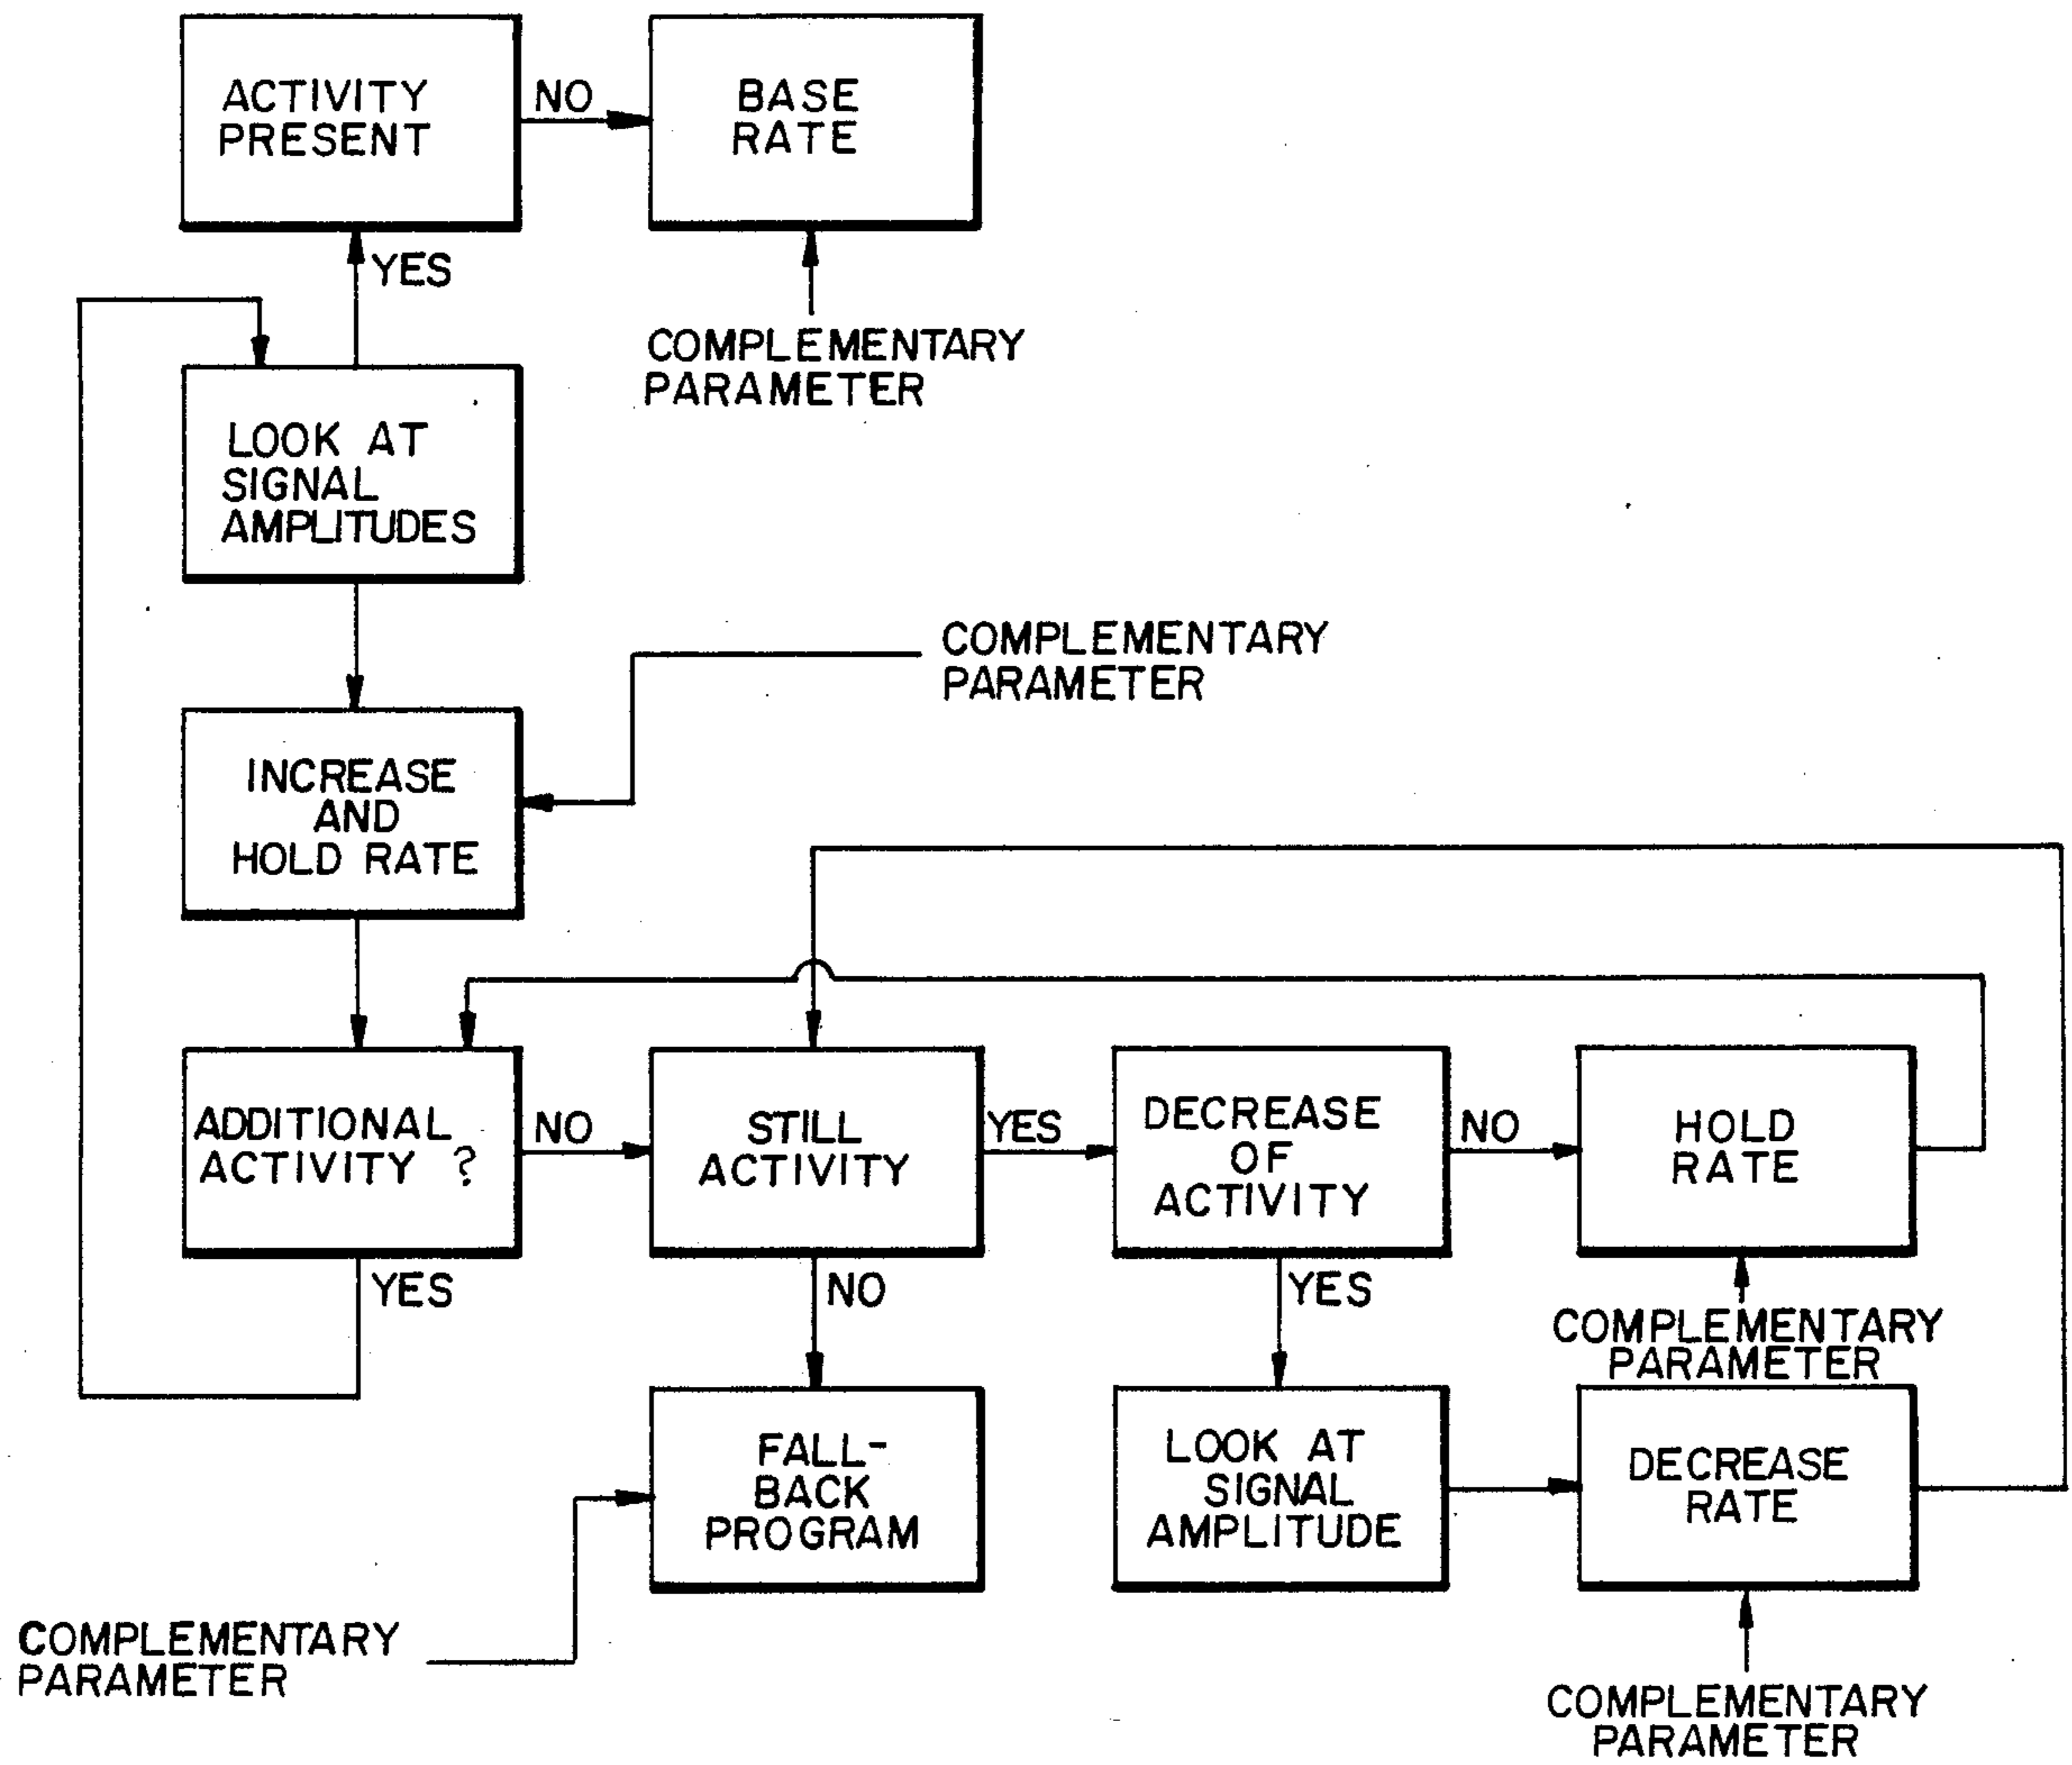 ACTIVITY
PRESENT
NO
BASE
RATE
YES
COMPLEMENTARY
PARAMETER
LOOK AT
SIGNAL
AMPLITUDES
COMPLEMENTARY
PARAMETER
INCREASE
AND
HOLD RATE
ADDITIONAL
ACTIVITY ?
NO
STILL
ACTIVITY
YES
DECREASE
OF
ACTIVITY
NO
HOLD
RATE
YES
NO
YES
COMPLEMENTARY
PARAMETER
FALL-
BACK
PROGRAM
LOOK AT
SIGNAL
AMPLITUDE
DECREASE
RATE
COMPLEMENTARY
PARAMETER
COMPLEMENTARY
PARAMETER